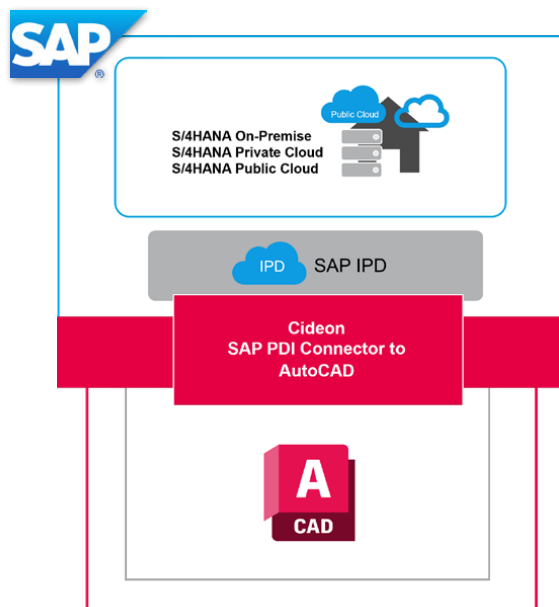 SAP
®
Public Cloud
S/4HANA On-Premise
S/4HANA Private Cloud
S/4HANA Public Cloud
IPD SAP IPD
Cideon
SAP PDI Connector to
AutoCAD
A
CAD